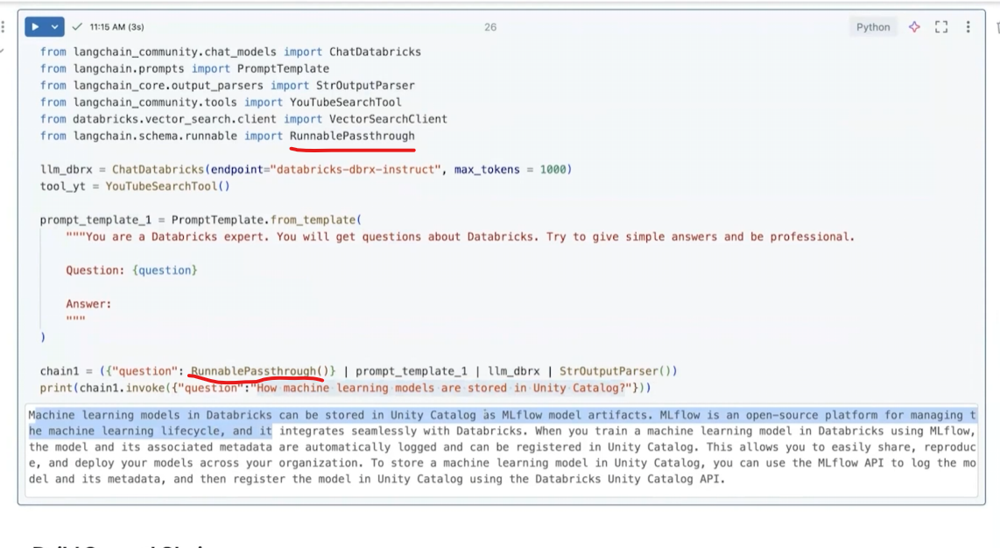 11:15 AM (3s)
26
Python
from langchain_community.chat_models import ChatDatabricks
from langchain.prompts import PromptTemplate
from langchain_core.output_parsers import StrOutputParser
from langchain_community.tools import YouTubeSearchTool
from databricks.vector_search.client import VectorSearchClient
from langchain.schema.runnable import RunnablePassthrough
llm_dbrx = ChatDatabricks(endpoint="databricks-dbrx-instruct", max_tokens = 1000)
tool_yt = YouTubeSearchTool()
prompt_template_1 = PromptTemplate.from_template(
"""You are a Databricks expert. You will get questions about Databricks. Try to give simple answers and be professional.
Question: {question}
Answer:
"""
)
chain1 = ({"question": RunnablePassthrough()} | prompt_template_1 | llm_dbrx | StrOutputParser())
print(chain1.invoke({"question":"How machine learning models are stored in Unity Catalog?"}))
Machine learning models in Databricks can be stored in Unity Catalog as MLflow model artifacts. MLflow is an open-source platform for managing t
he machine learning lifecycle, and it integrates seamlessly with Databricks. When you train a machine learning model in Databricks using MLflow,
the model and its associated metadata are automatically logged and can be registered in Unity Catalog. This allows you to easily share, reproduc
e, and deploy your models across your organization. To store a machine learning model in Unity Catalog, you can use the MLflow API to log the mo
del and its metadata, and then register the model in Unity Catalog using the Databricks Unity Catalog API.